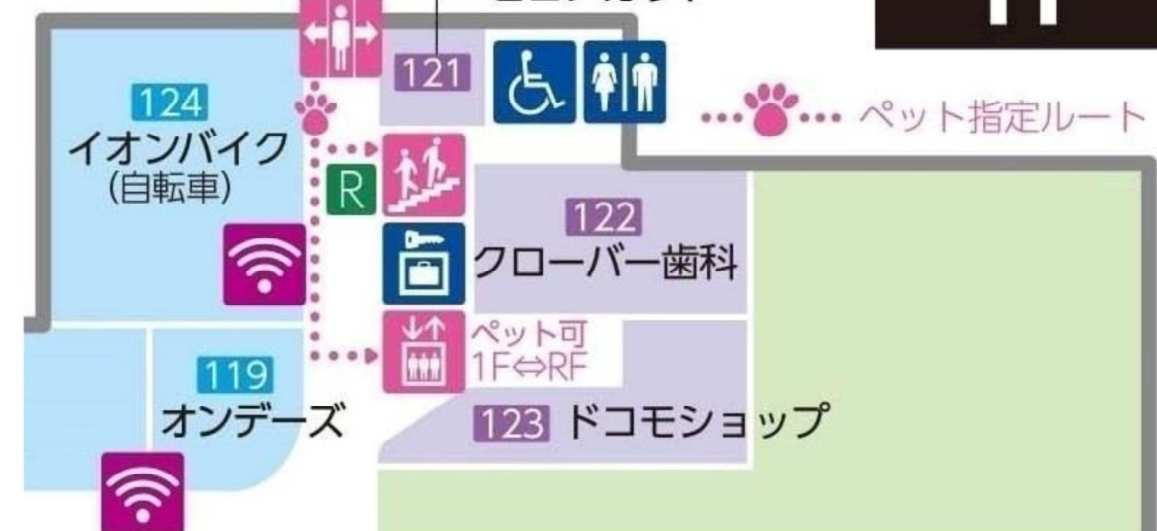 121
124
イオンバイク
(自転車)
ペット指定ルート
R
122
クローバー歯科
ペット可
1F⇔RF
119
オンデーズ
123 ドコモショップ